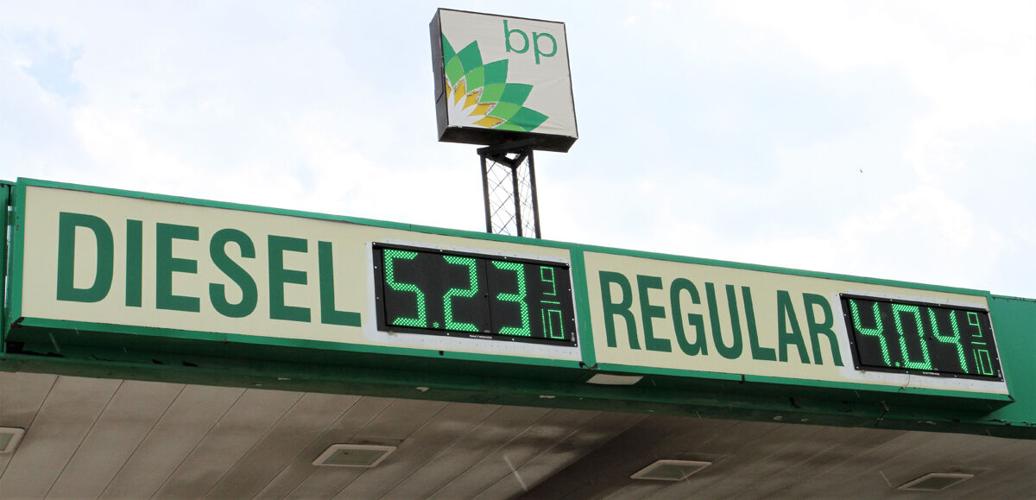 bp
DIESEL 5.23 9/10
REGULAR 4.04 9/10